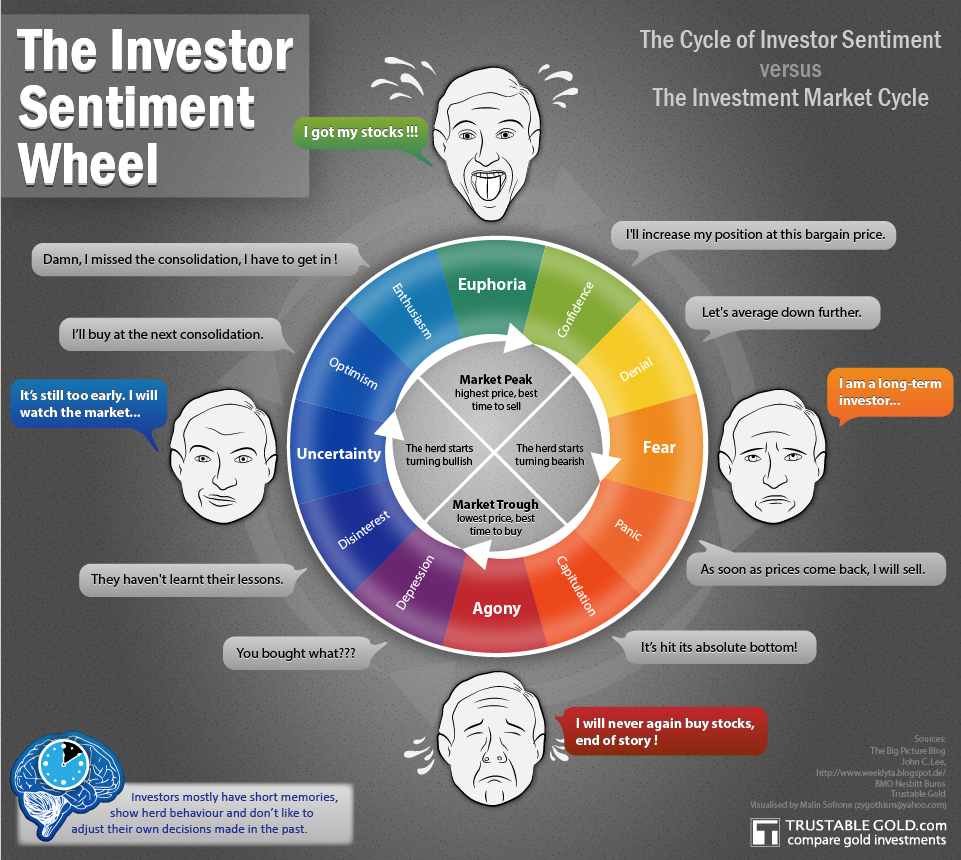 The Investor
Sentiment
Wheel
The Cycle of Investor Sentiment
versus
The Investment Market Cycle
I got my stocks !!!
I'll increase my position at this bargain price.
Damn, I missed the consolidation, I have to get in !
Let's average down further.
I'll buy at the next consolidation.
It's still too early. I will
watch the market...
I am a long-term
investor...
Euphoria
Confidence
Denial
Fear
Panic
Capitulation
Agony
Depression
Disinterest
Uncertainty
Optimism
Enthusiasm
Market Peak
highest price, best
time to sell
The herd starts
turning bullish
The herd starts
turning bearish
Market Trough
lowest price, best
time to buy
They haven't learnt their lessons.
As soon as prices come back, I will sell.
You bought what???
It's hit its absolute bottom!
I will never again buy stocks,
end of story !
Investors mostly have short memories,
show herd behaviour and don't like to
adjust their own decisions made in the past.
Sources:
The Big Picture Blog
John C. Lee,
http://www.weeklyta.blogspot.de/
BMO Nesbitt Burns
Trustable Gold
Visualised by Malin Sofrone (zygothism@yahoo.com)
TRUSTABLE GOLD.com
compare gold investments